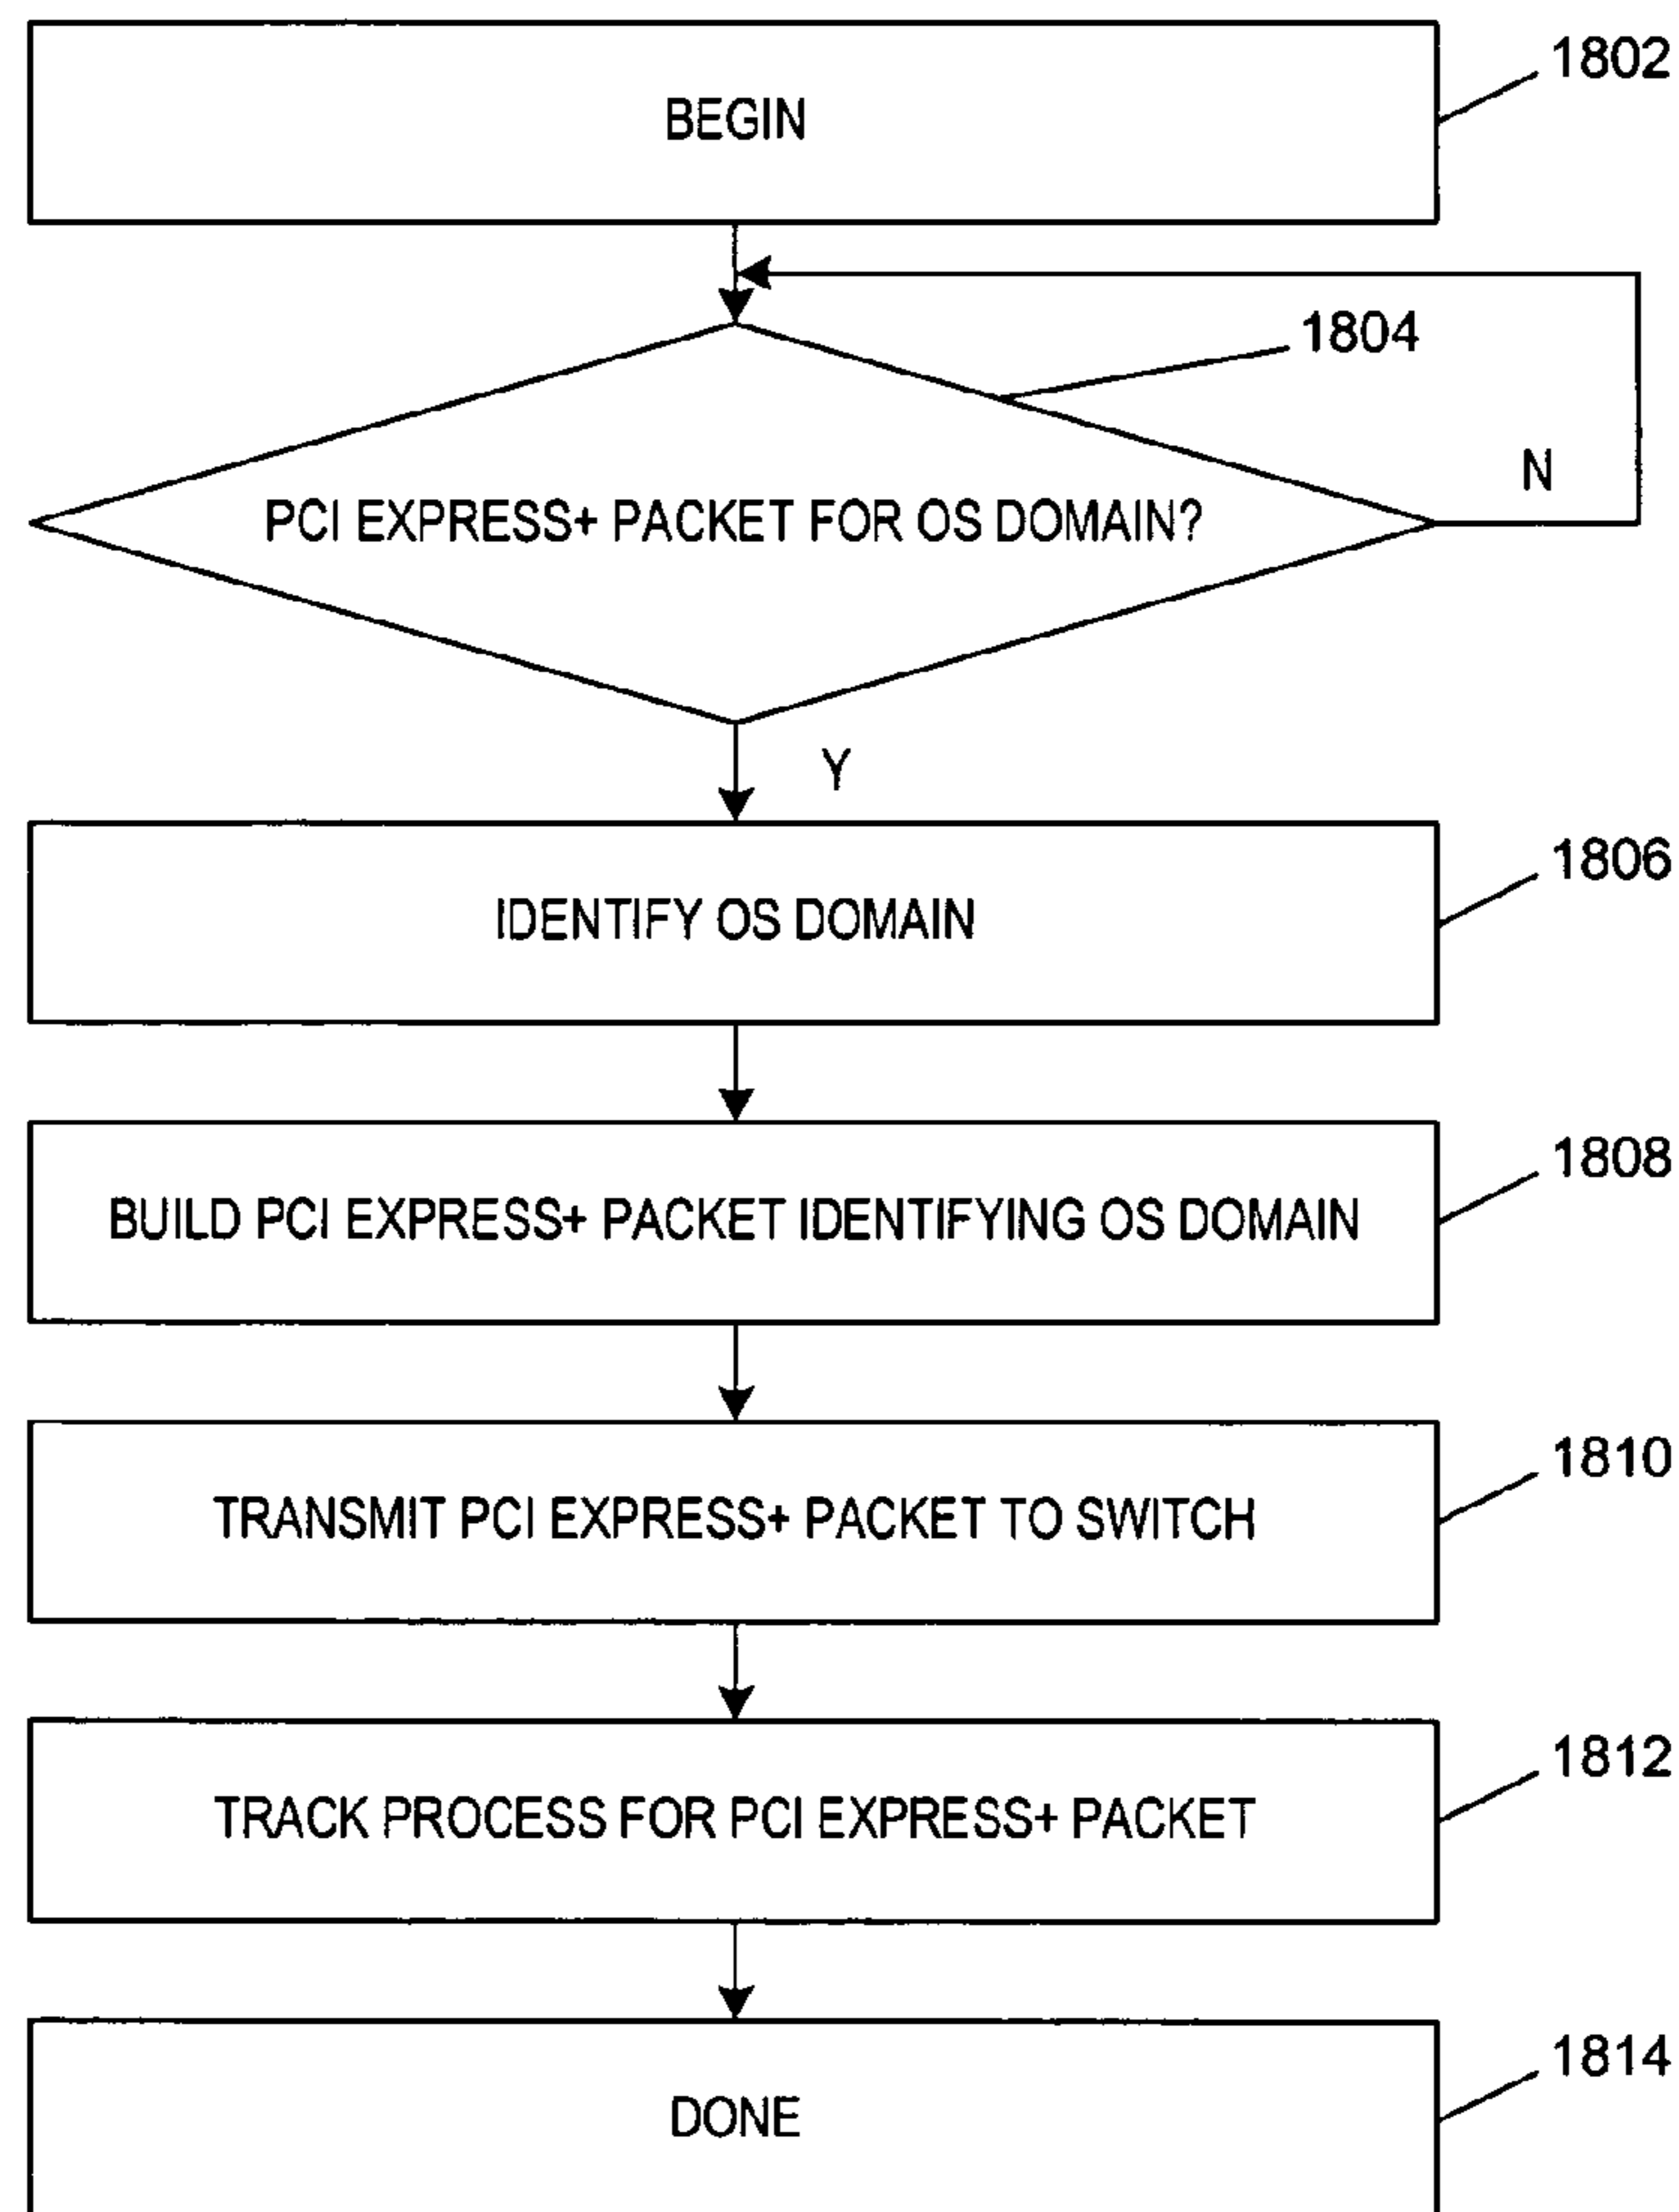 BEGIN
1802
1804
PCI EXPRESS+ PACKET FOR OS DOMAIN?
N
Y
IDENTIFY OS DOMAIN
1806
BUILD PCI EXPRESS+ PACKET IDENTIFYING OS DOMAIN
1808
TRANSMIT PCI EXPRESS+ PACKET TO SWITCH
1810
TRACK PROCESS FOR PCI EXPRESS+ PACKET
1812
DONE
1814